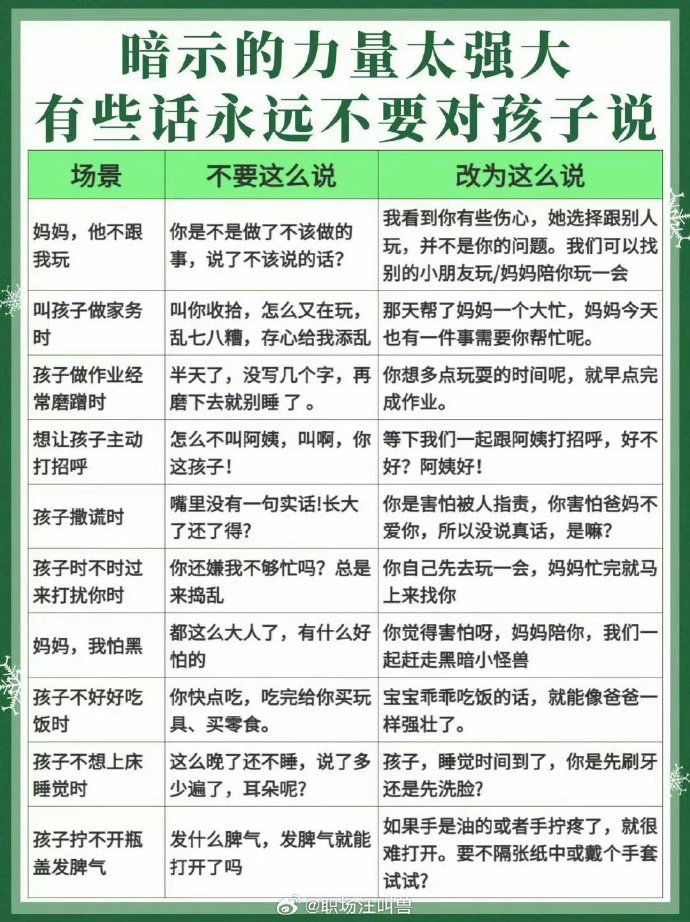 暗示的力量太强大
有些话永远不要对孩子说
场景 不要这么说 改为这么说
妈妈，他不跟
我玩
你是不是做了不该做的
事，说了不该说的话？
我看到你有些伤心，她选择跟别人
玩，并不是你的问题。我们可以找
别的小朋友玩/妈妈陪你玩一会
叫孩子做家务
时
叫你收拾，怎么又在玩，
乱七八糟，存心给我添乱
那天帮了妈妈一个大忙，妈妈今天
也有一件事需要你帮忙呢。
孩子做作业经
常磨蹭时
半天了，没写几个字，再
磨下去就别睡了。
你想多点玩耍的时间呢，就早点完
成作业。
想让孩子主动
打招呼
怎么不叫阿姨，叫啊，你
这孩子！
等下我们一起跟阿姨打招呼，好不
好？阿姨好！
孩子撒谎时
嘴里没有一句实话!长大
了还了得？
你是害怕被人指责，你害怕爸妈不
爱你，所以没说真话，是嘛？
孩子时不时过
来打扰你时
你还嫌我不够忙吗？总是
来捣乱
你自己先去玩一会，妈妈忙完就马
上来找你
妈妈，我怕黑
都这么大人了，有什么好
怕的
你觉得害怕呀，妈妈陪你，我们一
起赶走黑暗小怪兽
孩子不好好吃
饭时
你快点吃，吃完给你买玩
具、买零食。
宝宝乖乖吃饭的话，就能像爸爸一
样强壮了。
孩子不想上床
睡觉时
这么晚了还不睡，说了多
少遍了，耳朵呢？
孩子，睡觉时间到了，你是先刷牙
还是先洗脸？
孩子拧不开瓶
盖发脾气
发什么脾气，发脾气就能
打开了吗
如果手是油的或者手拧疼了，就很
难打开。要不隔张纸巾或戴个手套
试试？
@职场汪叫兽